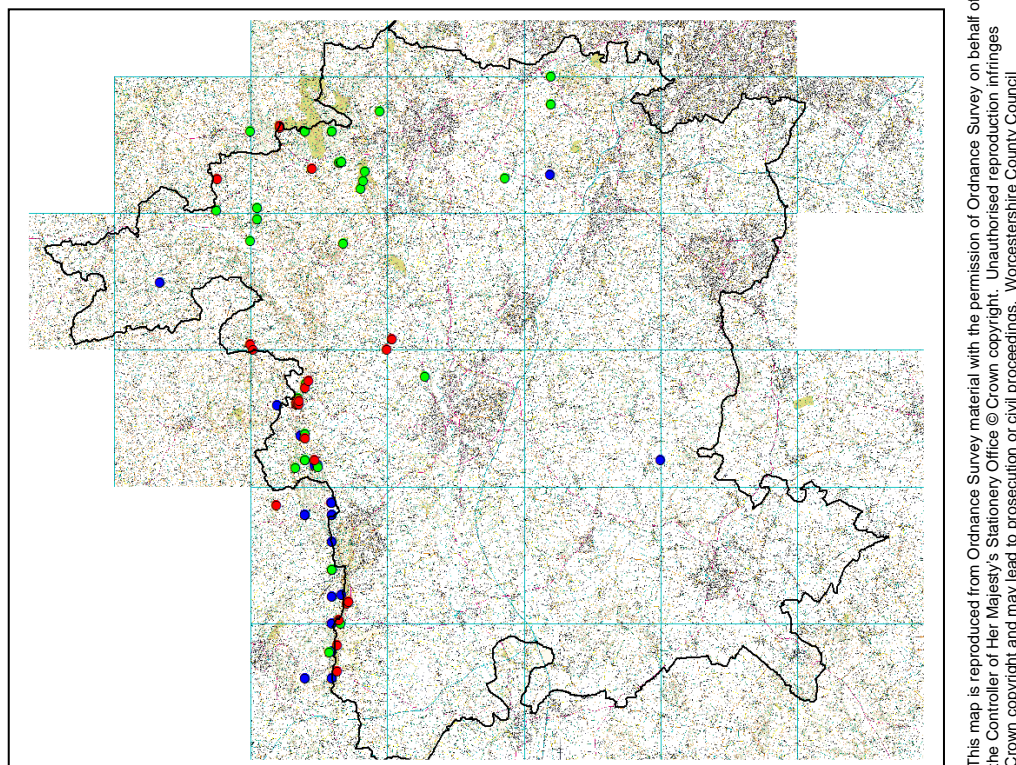 This map is reproduced from Ordnance Survey material with the permission of Ordnance Survey on behalf of
the Controller of Her Majesty's Stationery Office © Crown copyright. Unauthorised reproduction infringes
Crown copyright and may lead to prosecution or civil proceedings. Worcestershire County Council